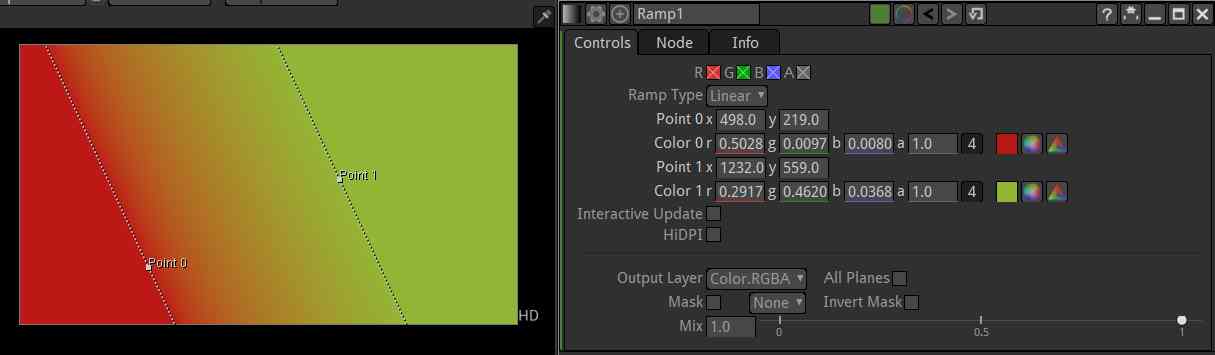 Ramp1
?
Controls Node Info
R G B A
Ramp Type Linear
Point 0 x 498.0 y 219.0
Color 0 r 0.5028 g 0.0097 b 0.0080 a 1.0 4
Point 1 x 1232.0 y 559.0
Color 1 r 0.2917 g 0.4620 b 0.0368 a 1.0 4
Interactive Update
HiDPI
Output Layer Color.RGBA All Planes
Mask None Invert Mask
Mix 1.0 0 0.5 1
Point 1
Point 0
HD